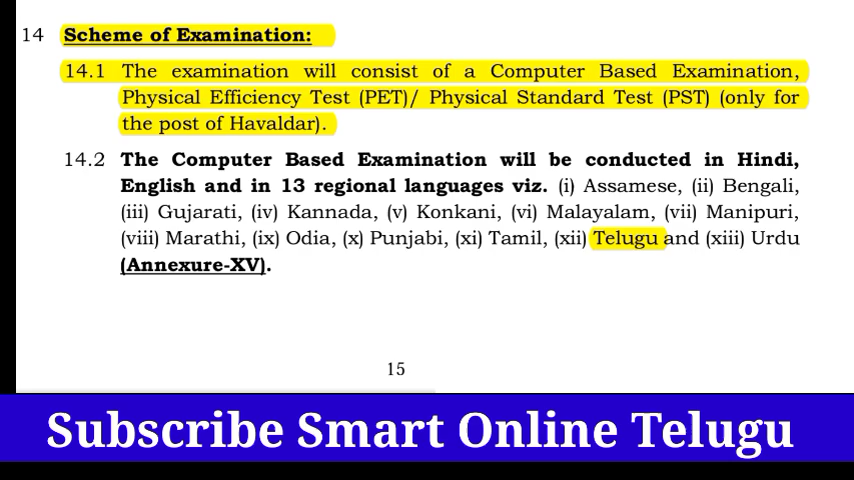 14 Scheme of Examination:
14.1 The examination will consist of a Computer Based Examination,
Physical Efficiency Test (PET)/ Physical Standard Test (PST) (only for
the post of Havaldar).
14.2 The Computer Based Examination will be conducted in Hindi,
English and in 13 regional languages viz. (i) Assamese, (ii) Bengali,
(iii) Gujarati, (iv) Kannada, (v) Konkani, (vi) Malayalam, (vii) Manipuri,
(viii) Marathi, (ix) Odia, (x) Punjabi, (xi) Tamil, (xii) Telugu and (xiii) Urdu
(Annexure-XV).
15
Subscribe Smart Online Telugu